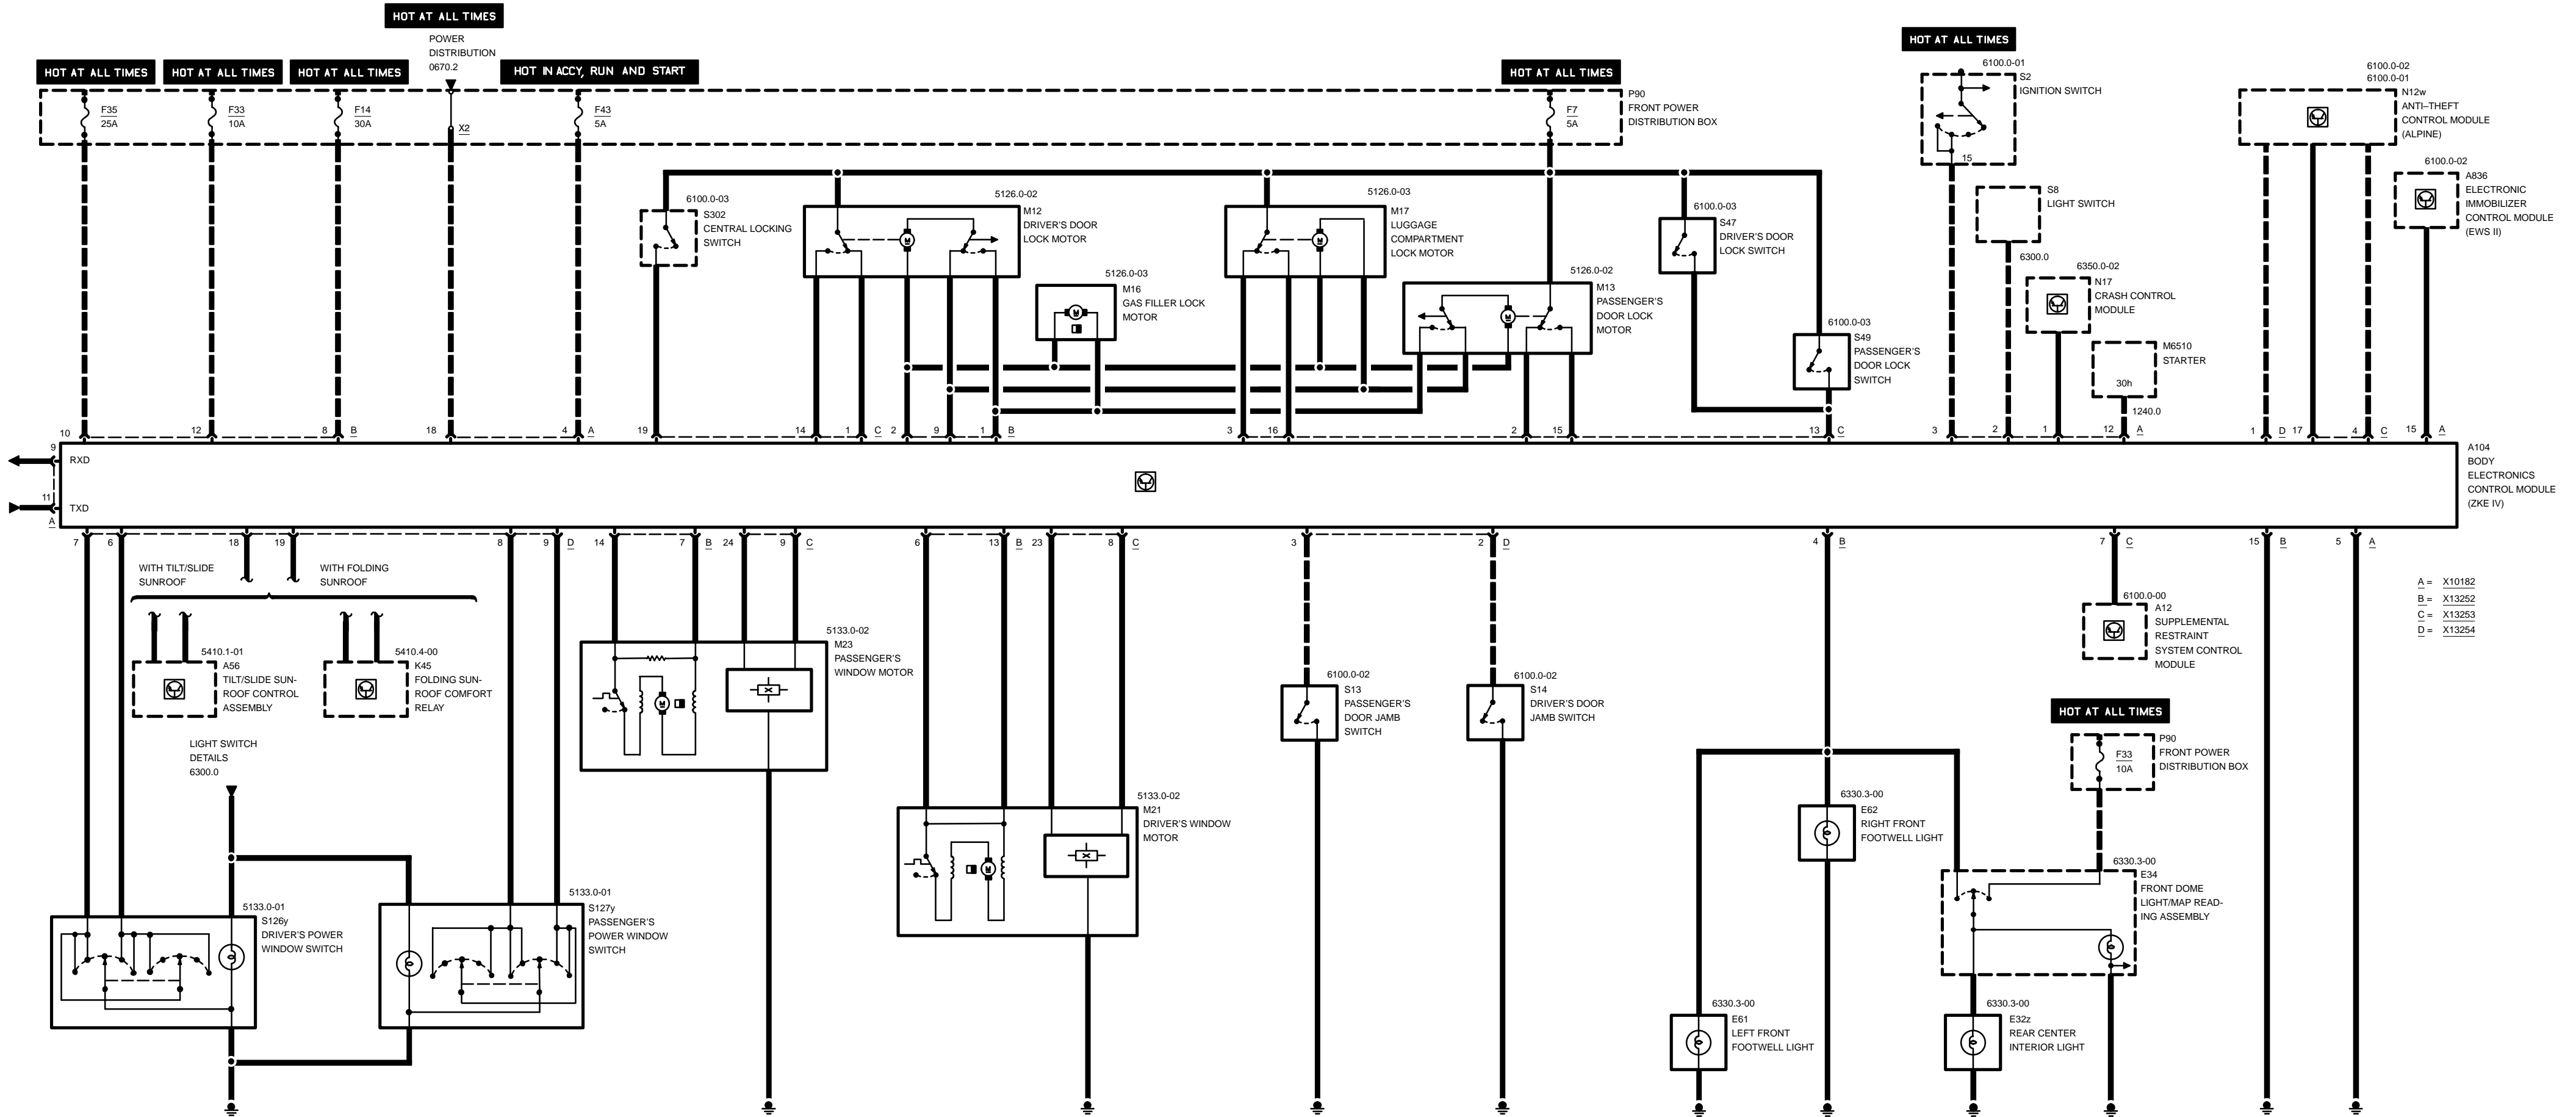 HOT AT ALL TIMES
POWER
DISTRIBUTION
0670.2
HOT AT ALL TIMES
HOT AT ALL TIMES
HOT AT ALL TIMES
HOT IN ACCY, RUN AND START
HOT AT ALL TIMES
HOT AT ALL TIMES
F35
25A
F33
10A
F14
30A
X2
F43
5A
F7
5A
P90
FRONT POWER
DISTRIBUTION BOX
6100.0-01
S2
IGNITION SWITCH
15
6100.0-02
6100.0-01
N12w
ANTI–THEFT
CONTROL MODULE
(ALPINE)
6100.0-02
A836
ELECTRONIC
IMMOBILIZER
CONTROL MODULE
(EWS II)
S8
LIGHT SWITCH
6300.0
6350.0-02
N17
CRASH CONTROL
MODULE
M6510
STARTER
30h
1240.0
6100.0-03
S302
CENTRAL LOCKING
SWITCH
5126.0-02
M12
DRIVER'S DOOR
LOCK MOTOR
5126.0-03
M16
GAS FILLER LOCK
MOTOR
5126.0-03
M17
LUGGAGE
COMPARTMENT
LOCK MOTOR
5126.0-02
M13
PASSENGER'S
DOOR LOCK
MOTOR
6100.0-03
S47
DRIVER'S DOOR
LOCK SWITCH
6100.0-03
S49
PASSENGER'S
DOOR LOCK
SWITCH
10 12 8 B 18 4 A 19 14 1 C 2 9 1 B 3 16 2 15 13 C 3 2 1 12 A 1 D 17 4 C 15 A
9
RXD
11
TXD
A
A104
BODY
ELECTRONICS
CONTROL MODULE
(ZKE IV)
7 6 18 19 8 9 D 14 7 B 24 9 C 6 13 B 23 8 C 3 2 D 4 B 7 C 15 B 5 A
WITH TILT/SLIDE
SUNROOF
WITH FOLDING
SUNROOF
5410.1-01
A56
TILT/SLIDE SUN-
ROOF CONTROL
ASSEMBLY
5410.4-00
K45
FOLDING SUN-
ROOF COMFORT
RELAY
LIGHT SWITCH
DETAILS
6300.0
5133.0-01
S126y
DRIVER'S POWER
WINDOW SWITCH
5133.0-01
S127y
PASSENGER'S
POWER WINDOW
SWITCH
5133.0-02
M23
PASSENGER'S
WINDOW MOTOR
5133.0-02
M21
DRIVER'S WINDOW
MOTOR
6100.0-02
S13
PASSENGER'S
DOOR JAMB
SWITCH
6100.0-02
S14
DRIVER'S DOOR
JAMB SWITCH
6100.0-00
A12
SUPPLEMENTAL
RESTRAINT
SYSTEM CONTROL
MODULE
A = X10182
B = X13252
C = X13253
D = X13254
HOT AT ALL TIMES
F33
10A
P90
FRONT POWER
DISTRIBUTION BOX
6330.3-00
E62
RIGHT FRONT
FOOTWELL LIGHT
6330.3-00
E34
FRONT DOME
LIGHT/MAP READ-
ING ASSEMBLY
6330.3-00
E61
LEFT FRONT
FOOTWELL LIGHT
6330.3-00
E32z
REAR CENTER
INTERIOR LIGHT
M
M
M
M
M
M